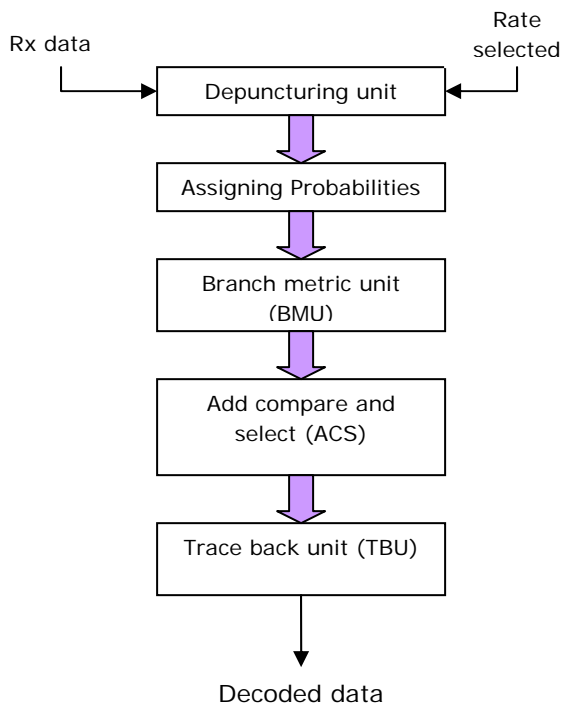 Rx data
Rate
selected
Depuncturing unit
Assigning Probabilities
Branch metric unit
(BMU)
Add compare and
select (ACS)
Trace back unit (TBU)
Decoded data